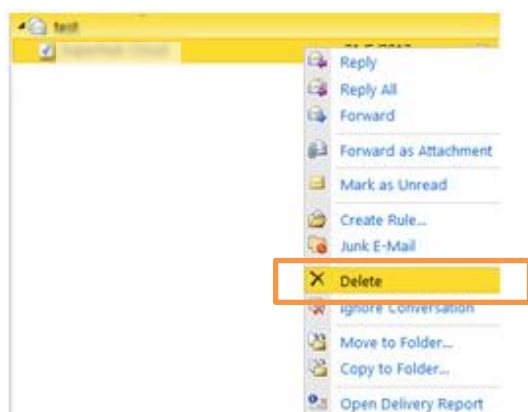 test
Reply
Reply All
Forward
Forward as Attachment
Mark as Unread
Create Rule...
Junk E-Mail
Delete
Ignore Conversation
Move to Folder...
Copy to Folder...
Open Delivery Report